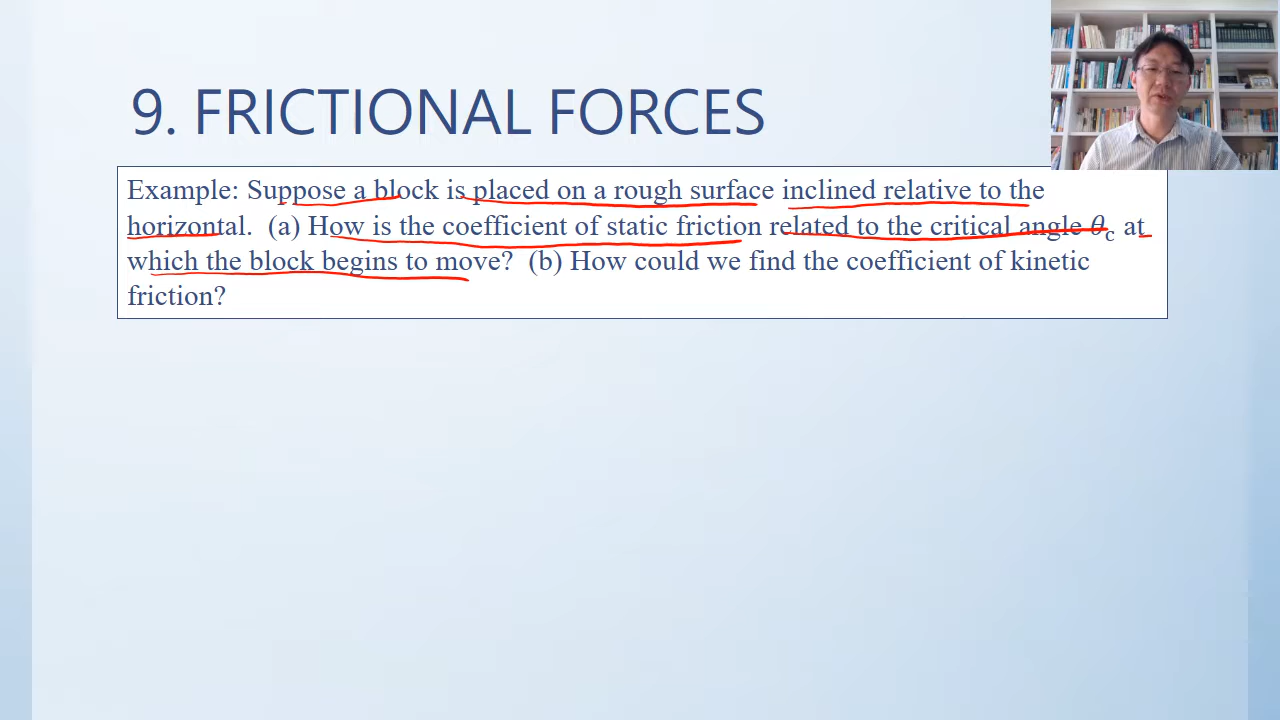 9. FRICTIONAL FORCES
Example: Suppose a block is placed on a rough surface inclined relative to the
horizontal. (a) How is the coefficient of static friction related to the critical angle θc at
which the block begins to move? (b) How could we find the coefficient of kinetic
friction?